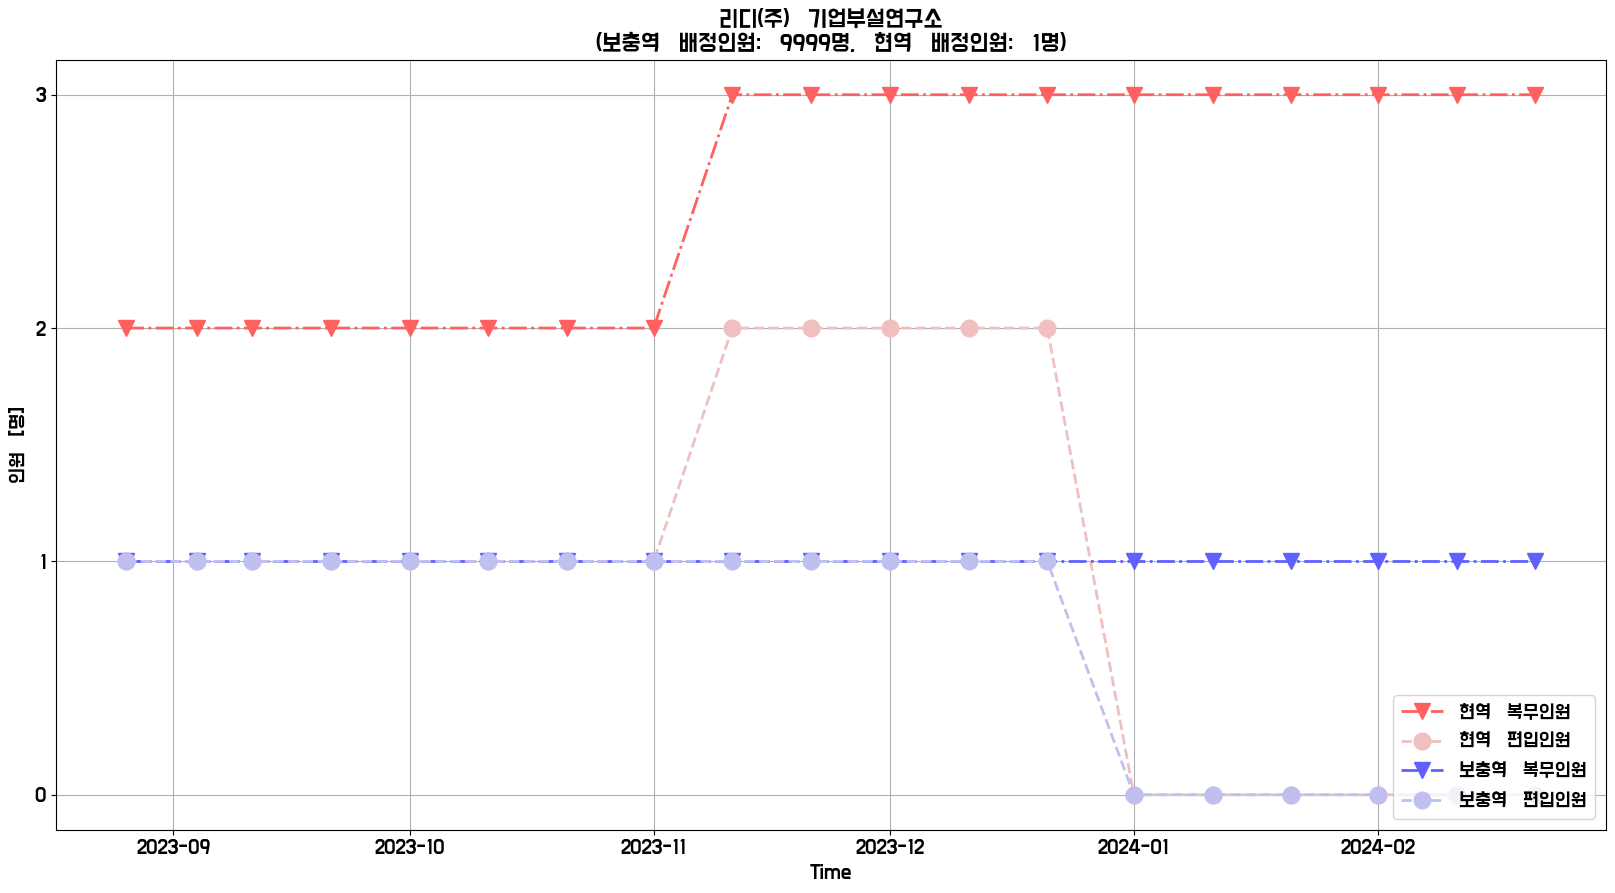 리디(주) 기업부설연구소
(보충역 배정인원: 9999명, 현역 배정인원: 1명)
3
2
1
0
인원 [명]
2023-09
2023-10
2023-11
2023-12
2024-01
2024-02
Time
현역 복무인원
현역 편입인원
보충역 복무인원
보충역 편입인원